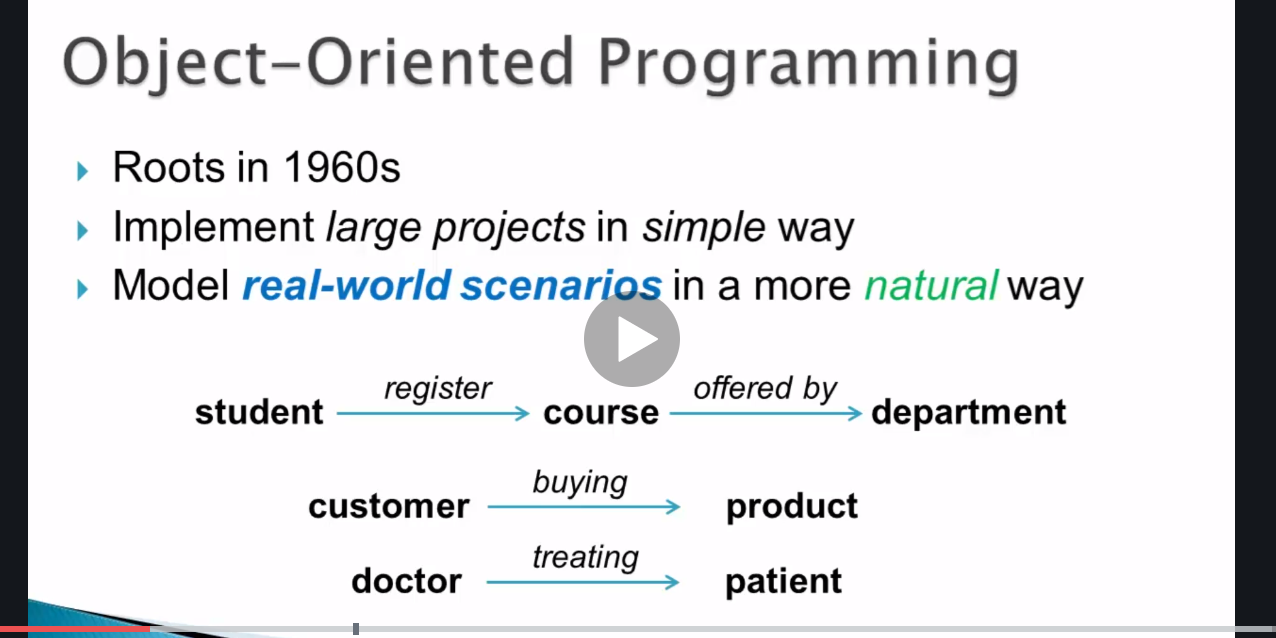 Object-Oriented Programming
Roots in 1960s
Implement large projects in simple way
Model real-world scenarios in a more natural way
register offered by
student course department
buying
customer product
treating
doctor patient